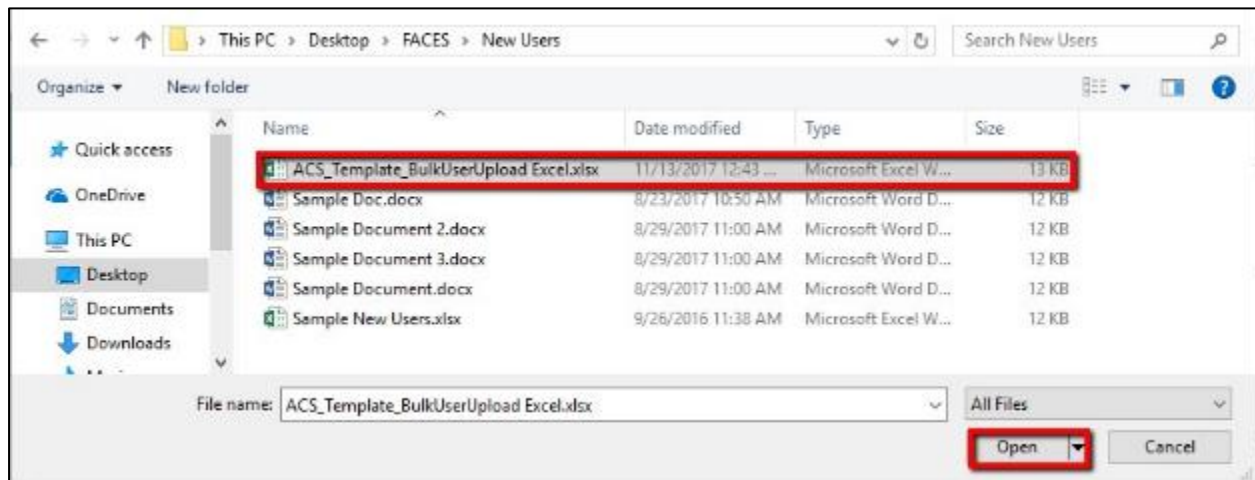 This PC > Desktop > FACES > New Users Search New Users
Organize New folder
Name Date modified Type Size
Quick access
ACS_Template_BulkUserUpload Excel.xlsx 11/13/2017 12:43 ... Microsoft Excel W... 13 KB
OneDrive
Sample Doc.docx 8/23/2017 10:50 AM Microsoft Word D... 12 KB
Sample Document 2.docx 8/29/2017 11:00 AM Microsoft Word D... 12 KB
This PC
Sample Document 3.docx 8/29/2017 11:00 AM Microsoft Word D... 12 KB
Desktop
Sample Document.docx 8/29/2017 11:00 AM Microsoft Word D... 12 KB
Documents
Sample New Users.xlsx 9/26/2016 11:38 AM Microsoft Excel W... 12 KB
Downloads
File name: ACS_Template_BulkUserUpload Excel.xlsx All Files
Open Cancel